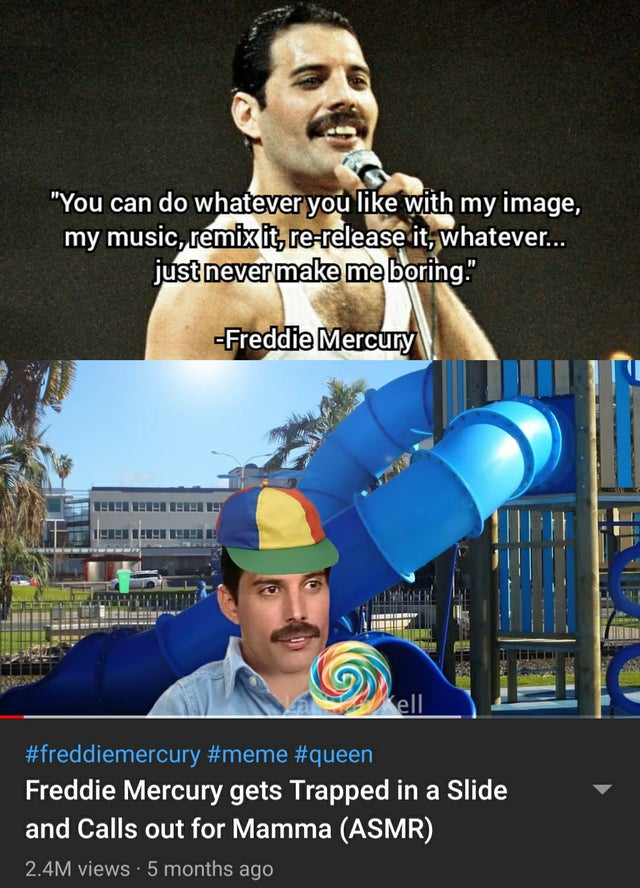 "You can do whatever you like with my image,
my music, remix it, re-release it, whatever...
just never make me boring."
-Freddie Mercury
#freddiemercury #meme #queen
Freddie Mercury gets Trapped in a Slide
and Calls out for Mamma (ASMR)
2.4M views · 5 months ago